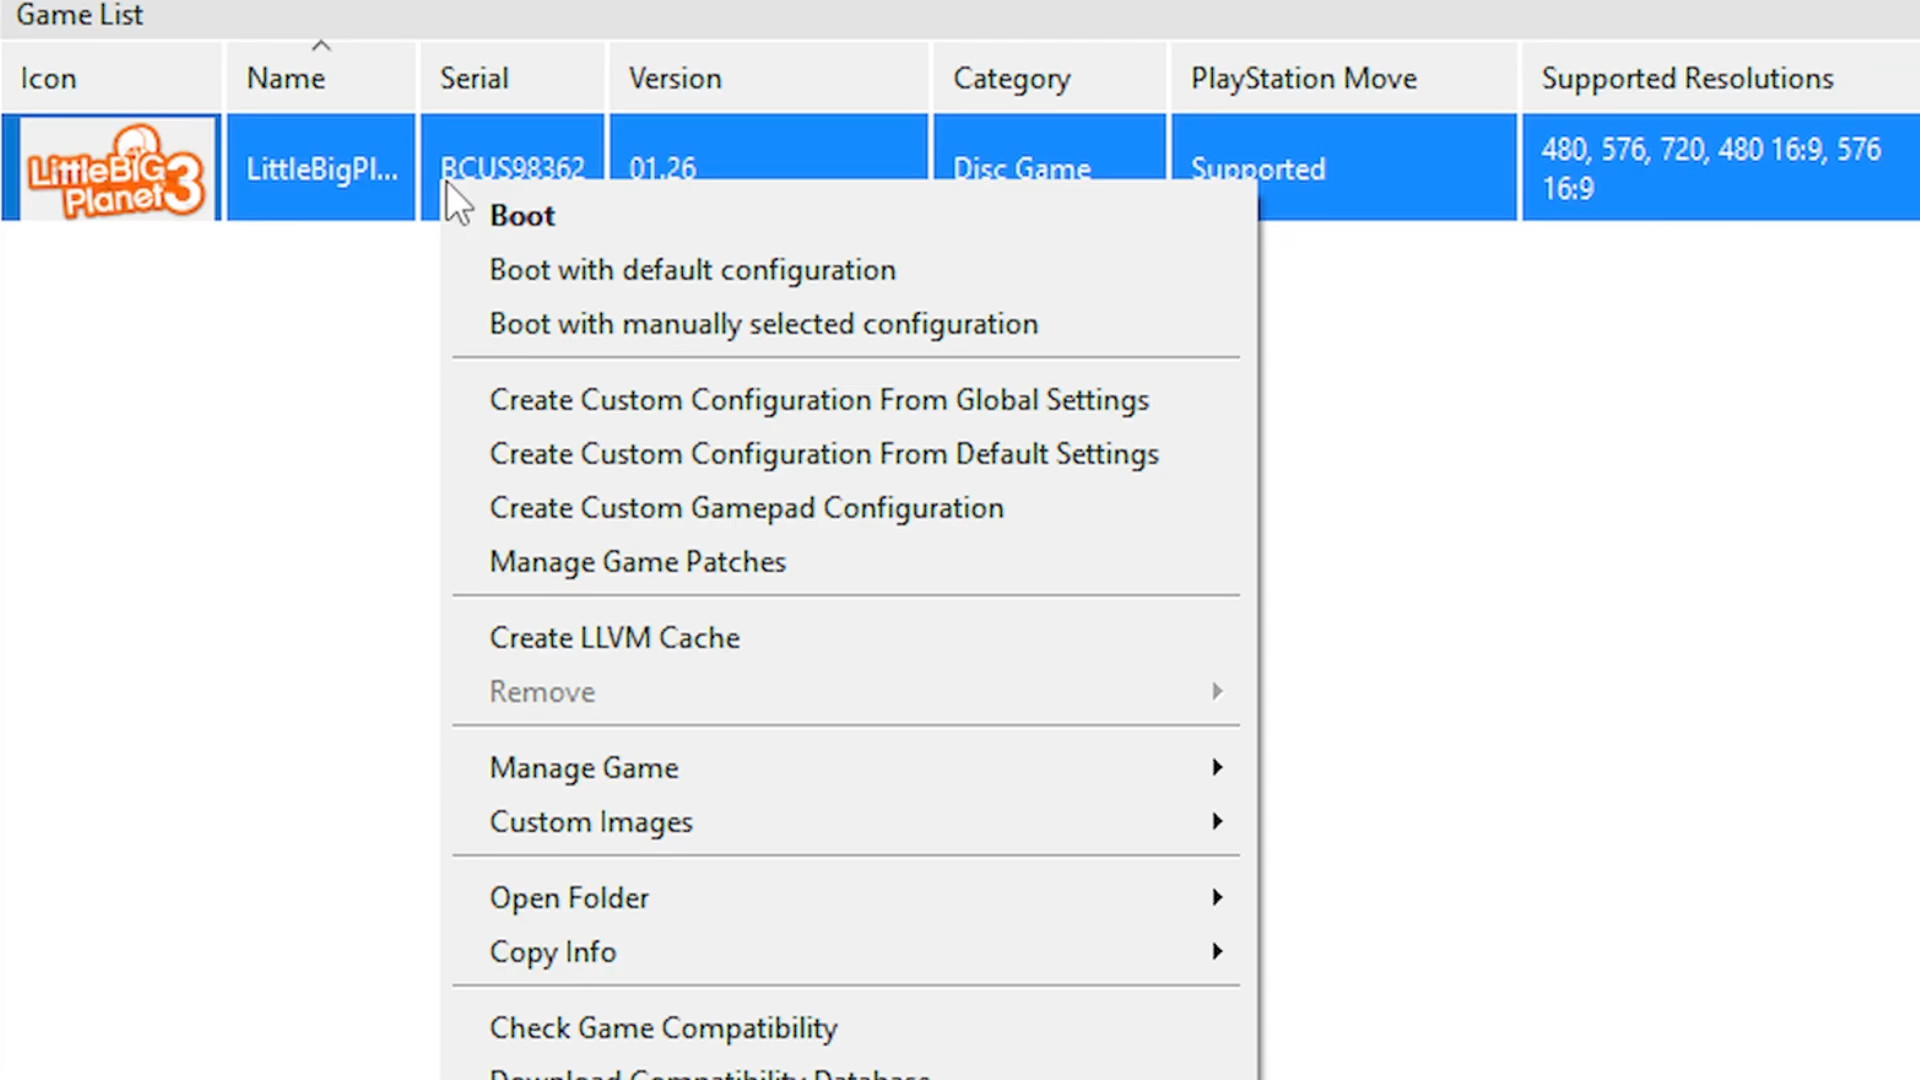 Game List
Icon
Name
Serial
Version
Category
PlayStation Move
Supported Resolutions
LittleBIG Planet 3
LittleBigPl...
BCUS98362
01.26
Disc Game
Supported
480, 576, 720, 480 16:9, 576
16:9
Boot
Boot with default configuration
Boot with manually selected configuration
Create Custom Configuration From Global Settings
Create Custom Configuration From Default Settings
Create Custom Gamepad Configuration
Manage Game Patches
Create LLVM Cache
Remove
Manage Game
Custom Images
Open Folder
Copy Info
Check Game Compatibility
Download Compatibility Database